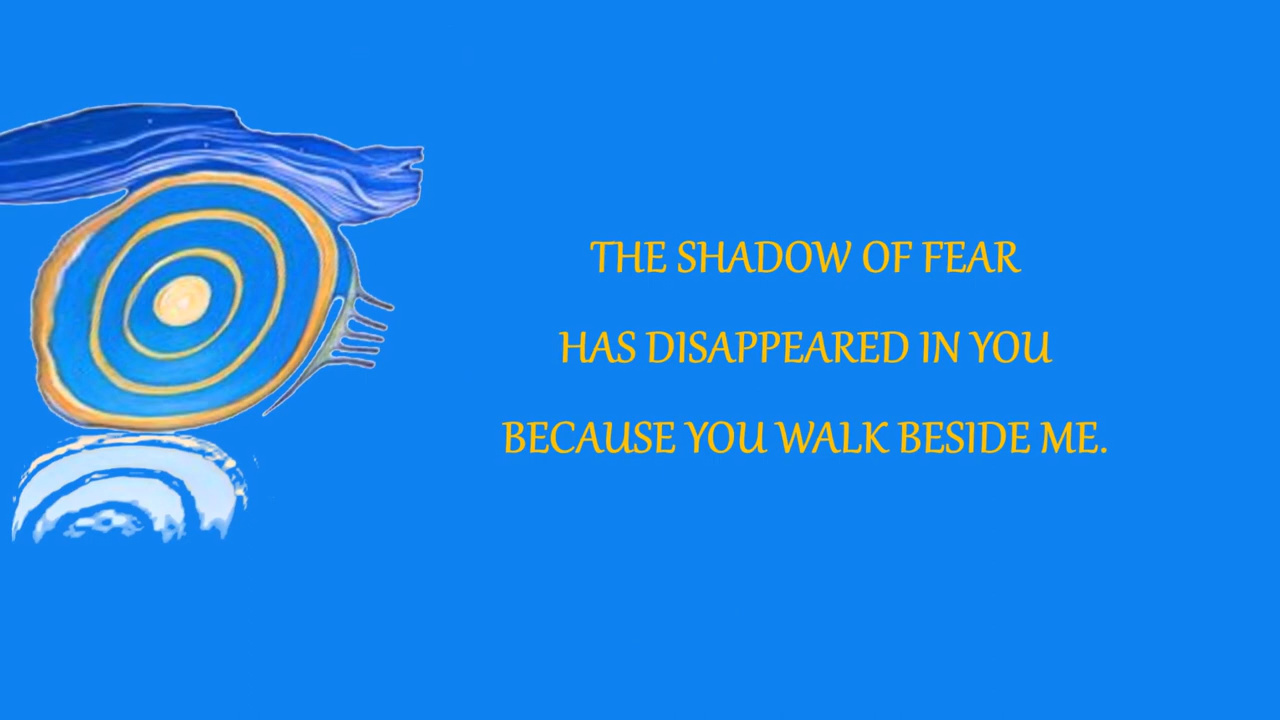 THE SHADOW OF FEAR
HAS DISAPPEARED IN YOU
BECAUSE YOU WALK BESIDE ME.